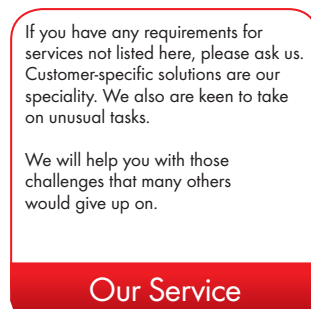 If you have any requirements for
services not listed here, please ask us.
Customer-specific solutions are our
speciality. We also are keen to take
on unusual tasks.
We will help you with those
challenges that many others
would give up on.
Our Service